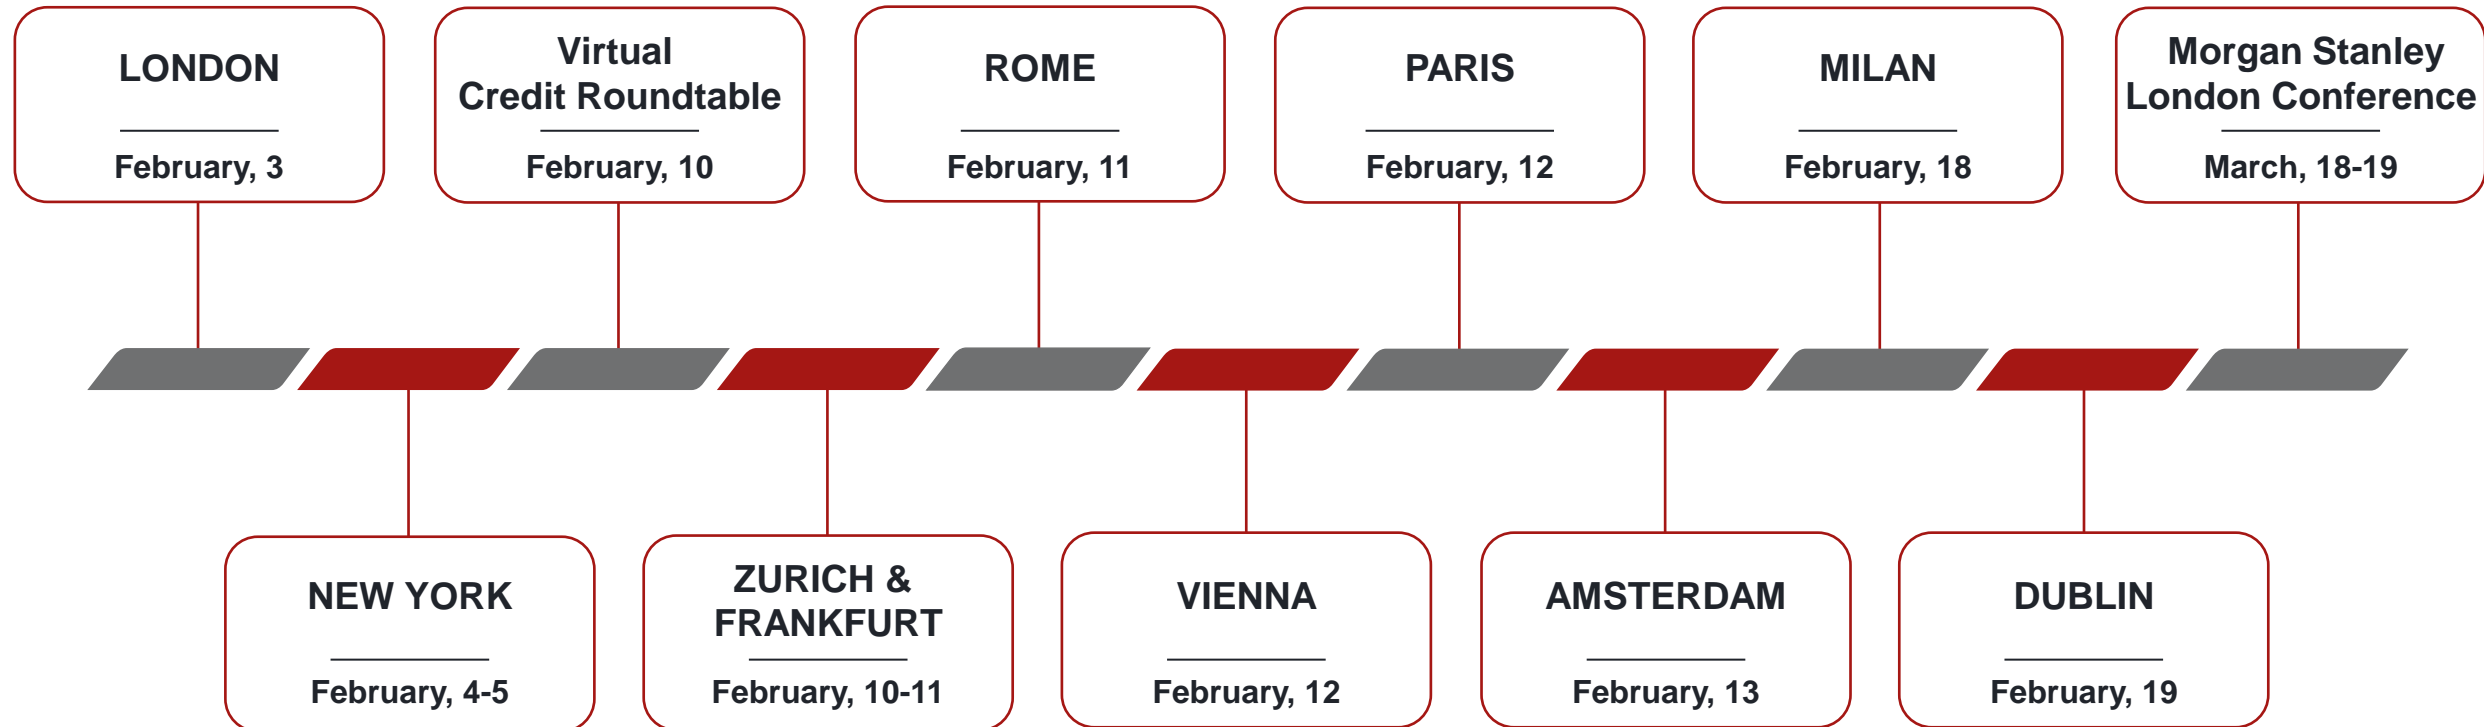 LONDON
February, 3
Virtual
Credit Roundtable
February, 10
ROME
February, 11
PARIS
February, 12
MILAN
February, 18
Morgan Stanley
London Conference
March, 18-19
NEW YORK
February, 4-5
ZURICH &
FRANKFURT
February, 10-11
VIENNA
February, 12
AMSTERDAM
February, 13
DUBLIN
February, 19